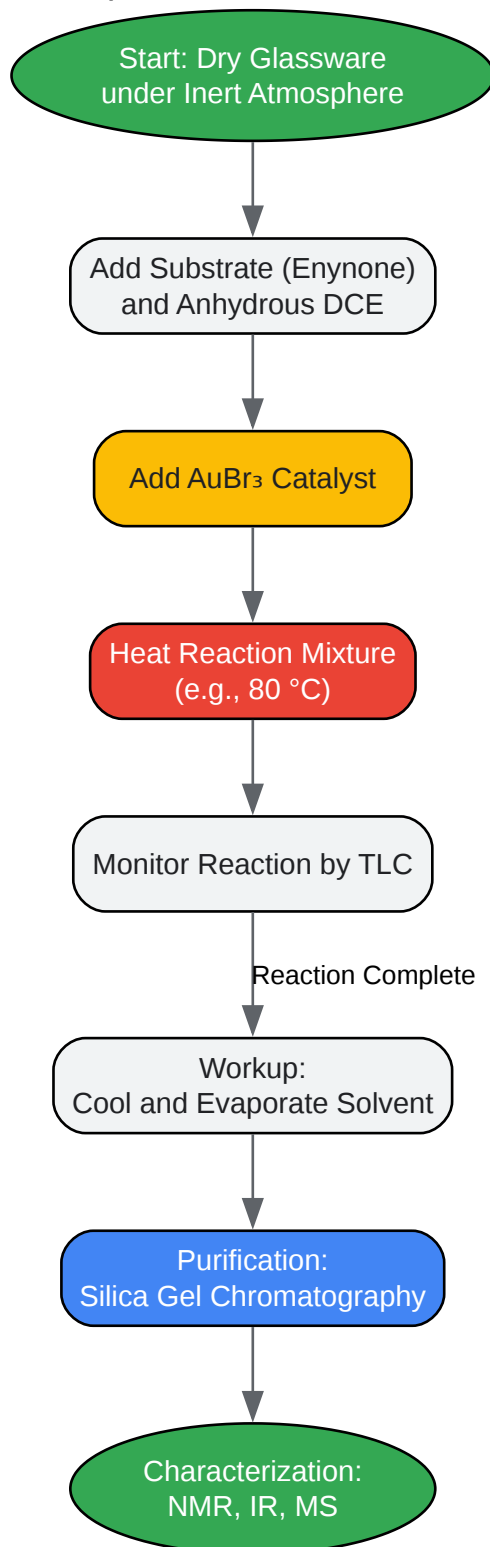 Start: Dry Glassware
under Inert Atmosphere
Add Substrate (Enynone)
and Anhydrous DCE
Add AuBr₃ Catalyst
Heat Reaction Mixture
(e.g., 80 °C)
Monitor Reaction by TLC
Reaction Complete
Workup:
Cool and Evaporate Solvent
Purification:
Silica Gel Chromatography
Characterization:
NMR, IR, MS